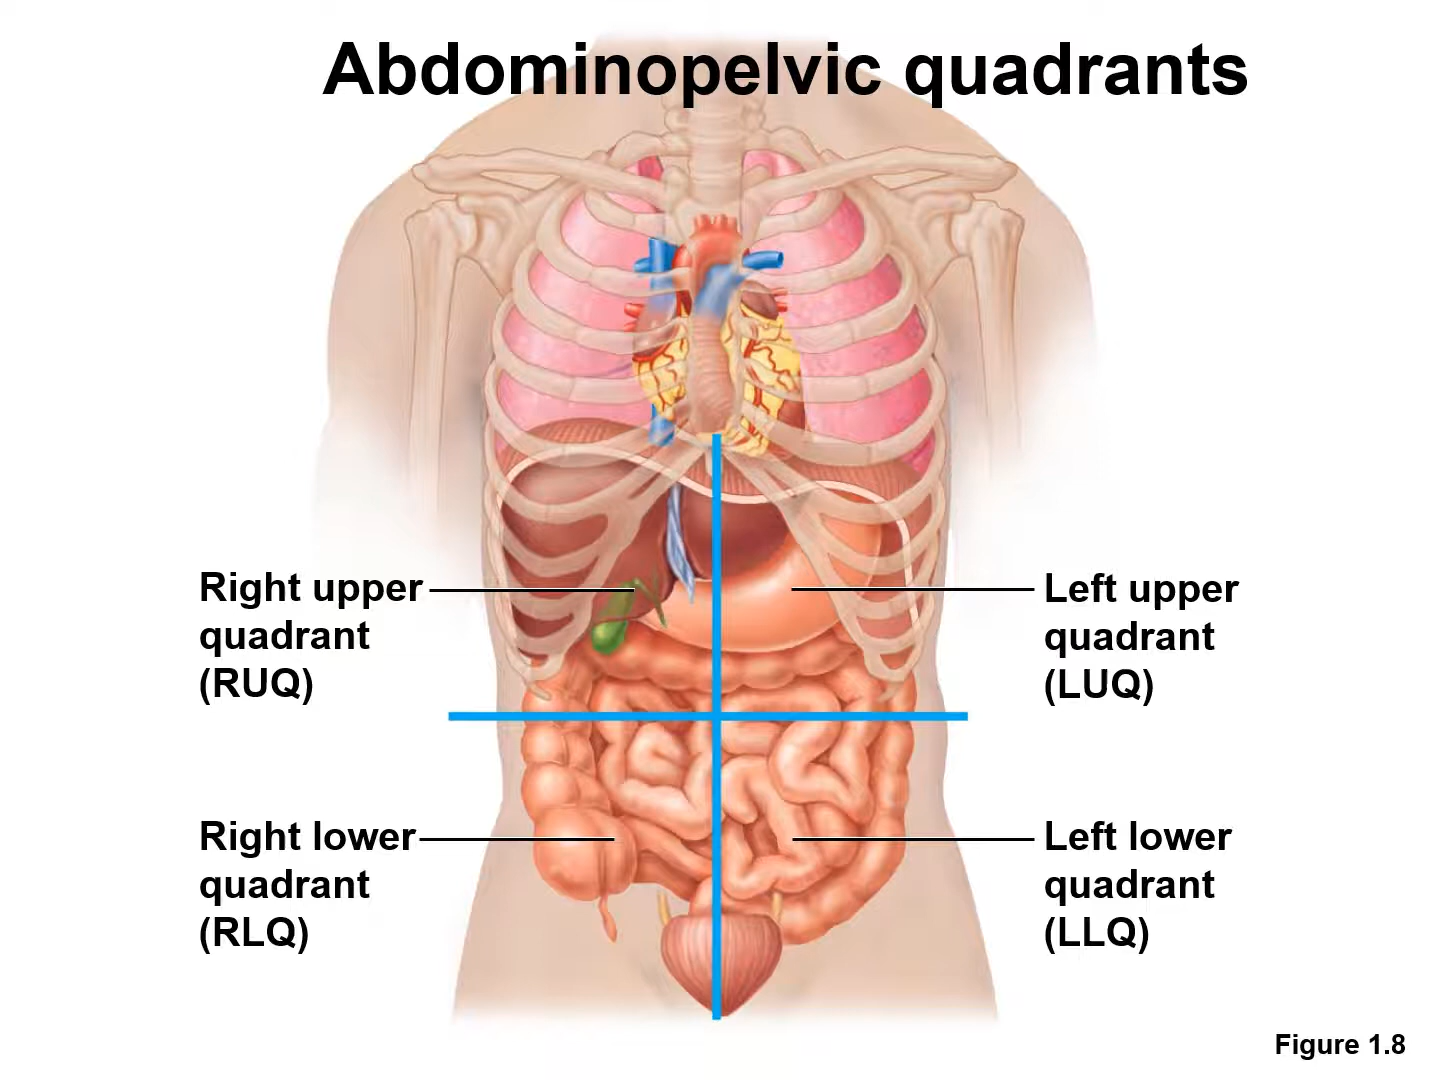 Abdominopelvic quadrants
Right upper
quadrant
(RUQ)
Left upper
quadrant
(LUQ)
Right lower
quadrant
(RLQ)
Left lower
quadrant
(LLQ)
Figure 1.8